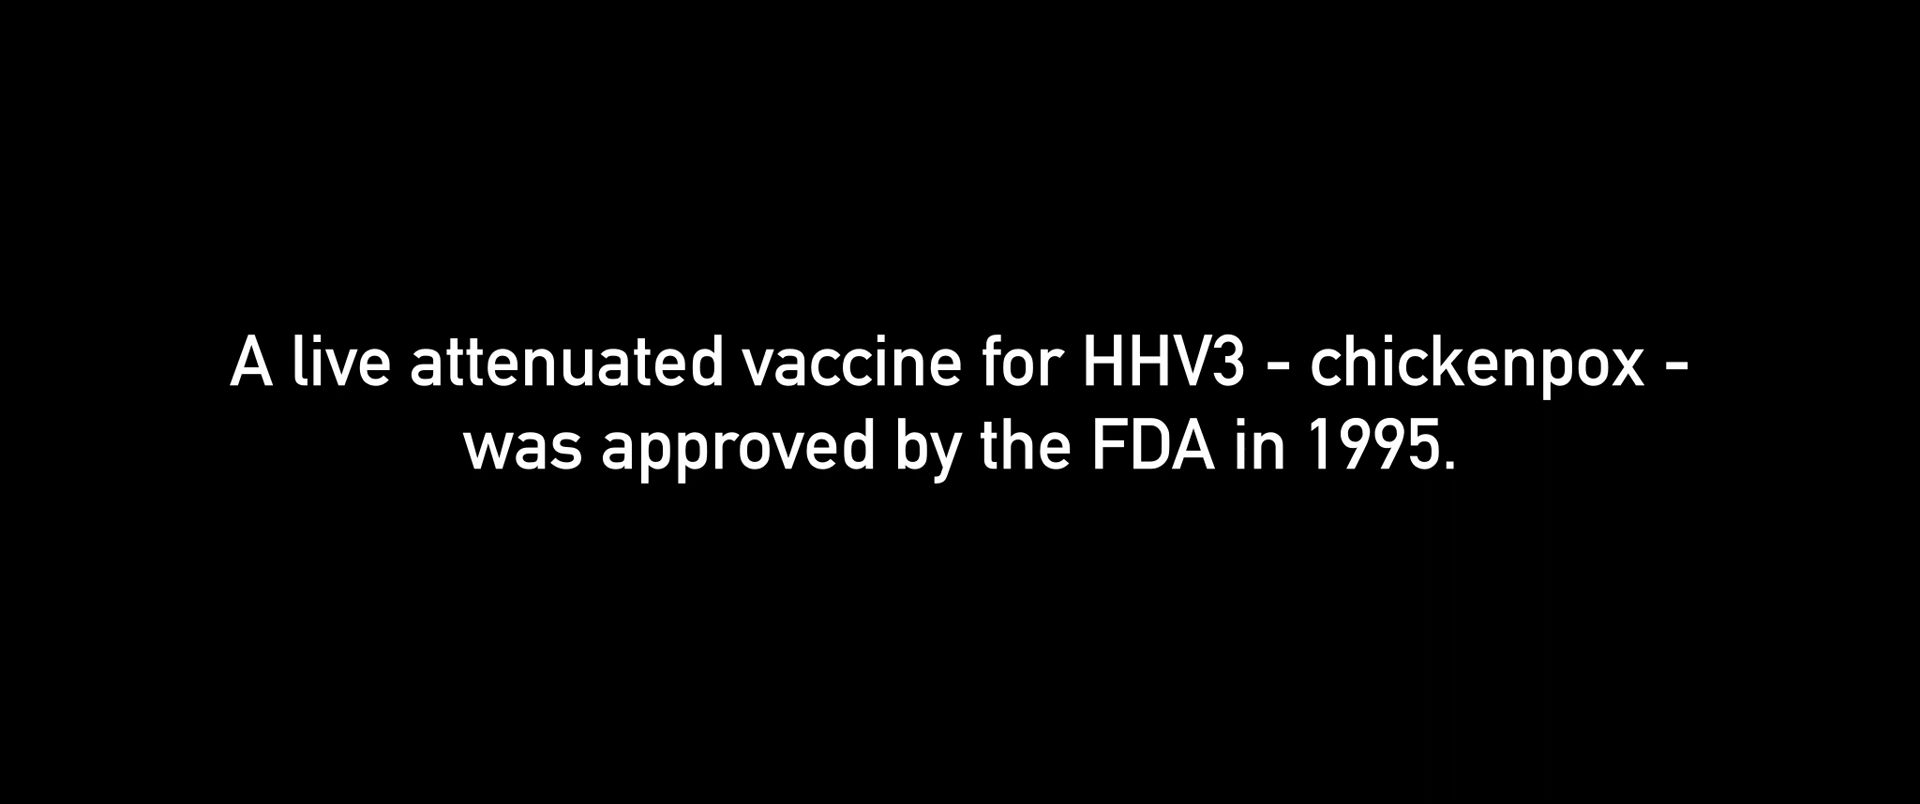 A live attenuated vaccine for HHV3 - chickenpox -
was approved by the FDA in 1995.